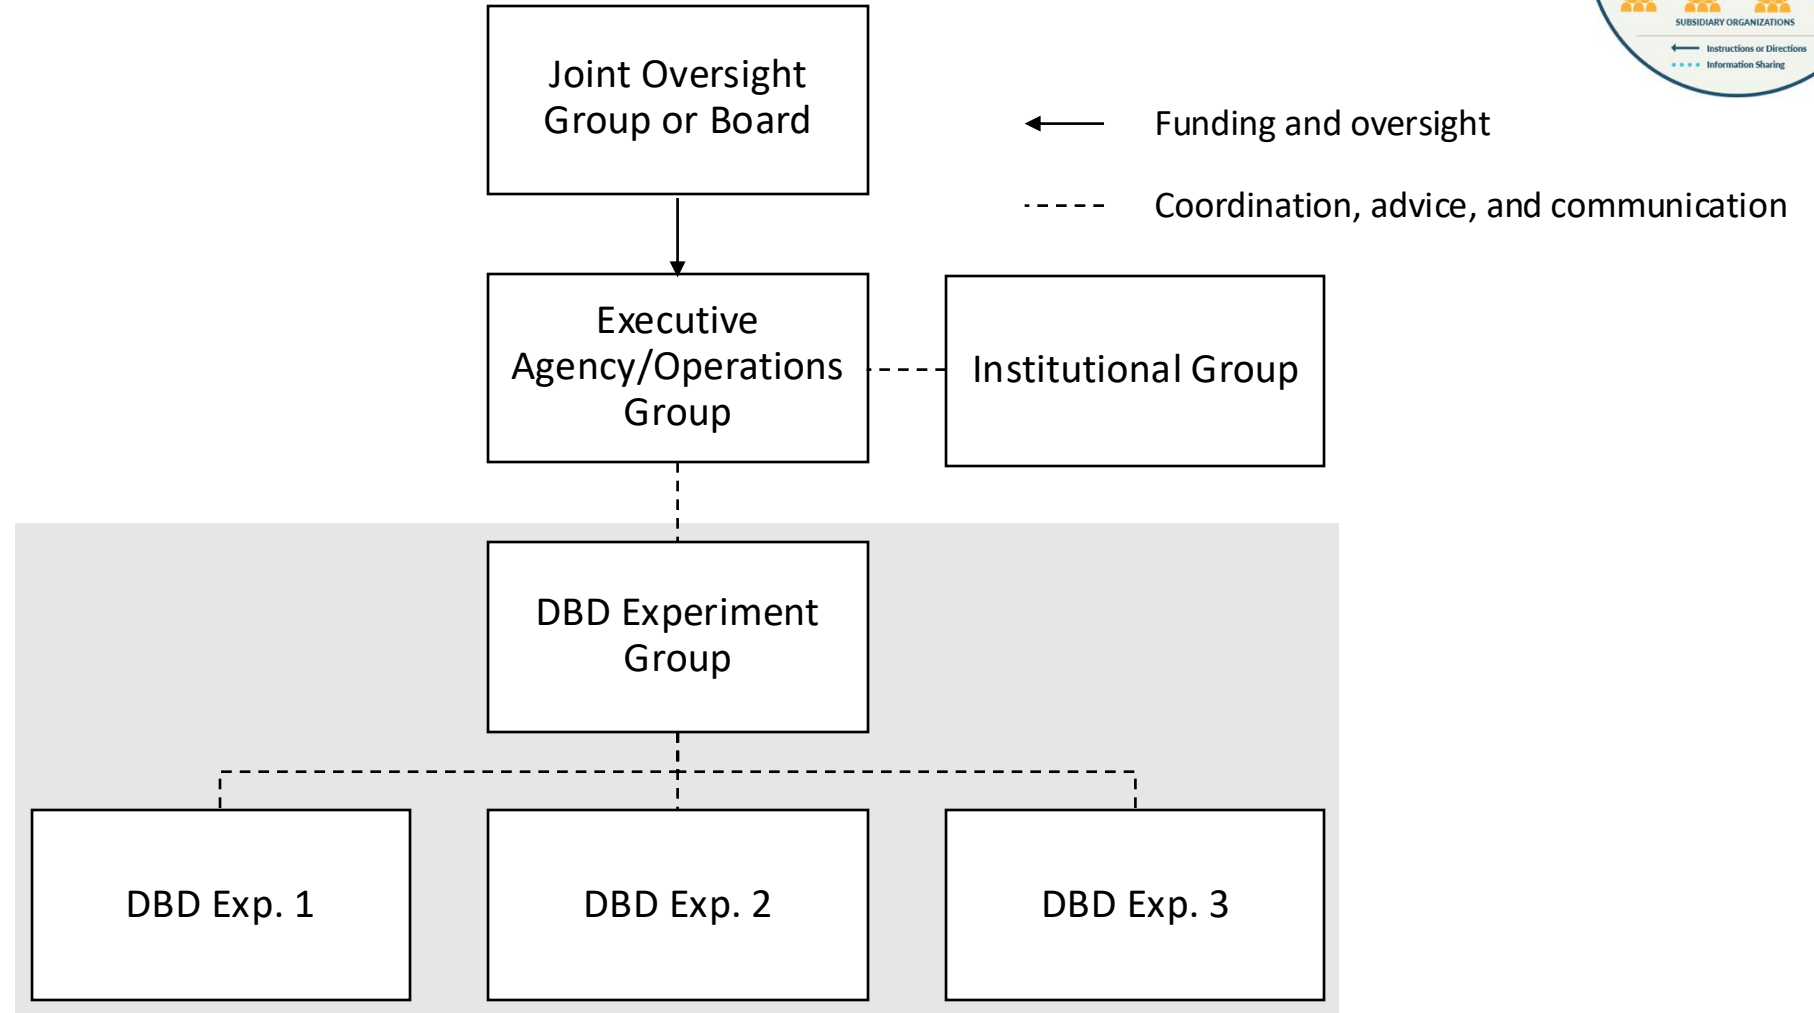 SUBSIDIARY ORGANIZATIONS
Instructions or Directions
Information Sharing
Joint Oversight
Group or Board
Funding and oversight
Coordination, advice, and communication
Executive
Agency/Operations
Group
Institutional Group
DBD Experiment
Group
DBD Exp. 1
DBD Exp. 2
DBD Exp. 3